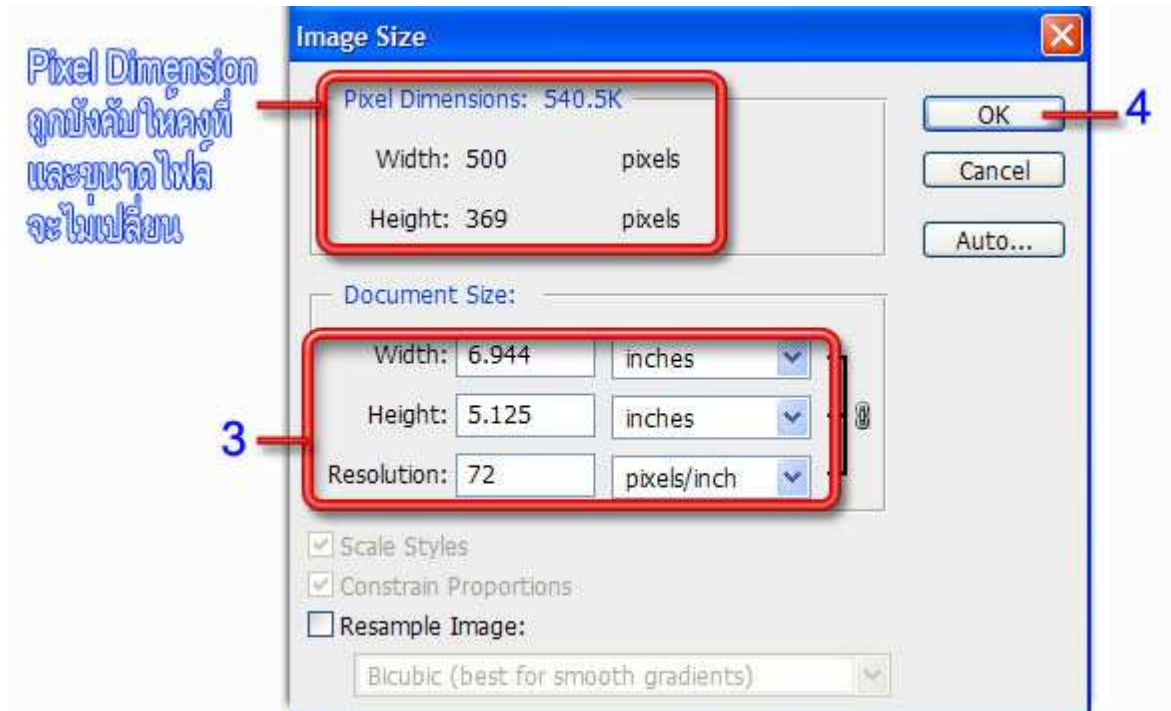 Image Size
Pixel Dimension
ถูกบังคับให้คงที่
และขนาดไฟล์
จะไม่เปลี่ยน
Pixel Dimensions: 540.5K
Width: 500 pixels
Height: 369 pixels
OK
4
Cancel
Auto...
Document Size:
3
Width: 6.944 inches
Height: 5.125 inches
Resolution: 72 pixels/inch
Scale Styles
Constrain Proportions
Resample Image:
Bicubic (best for smooth gradients)